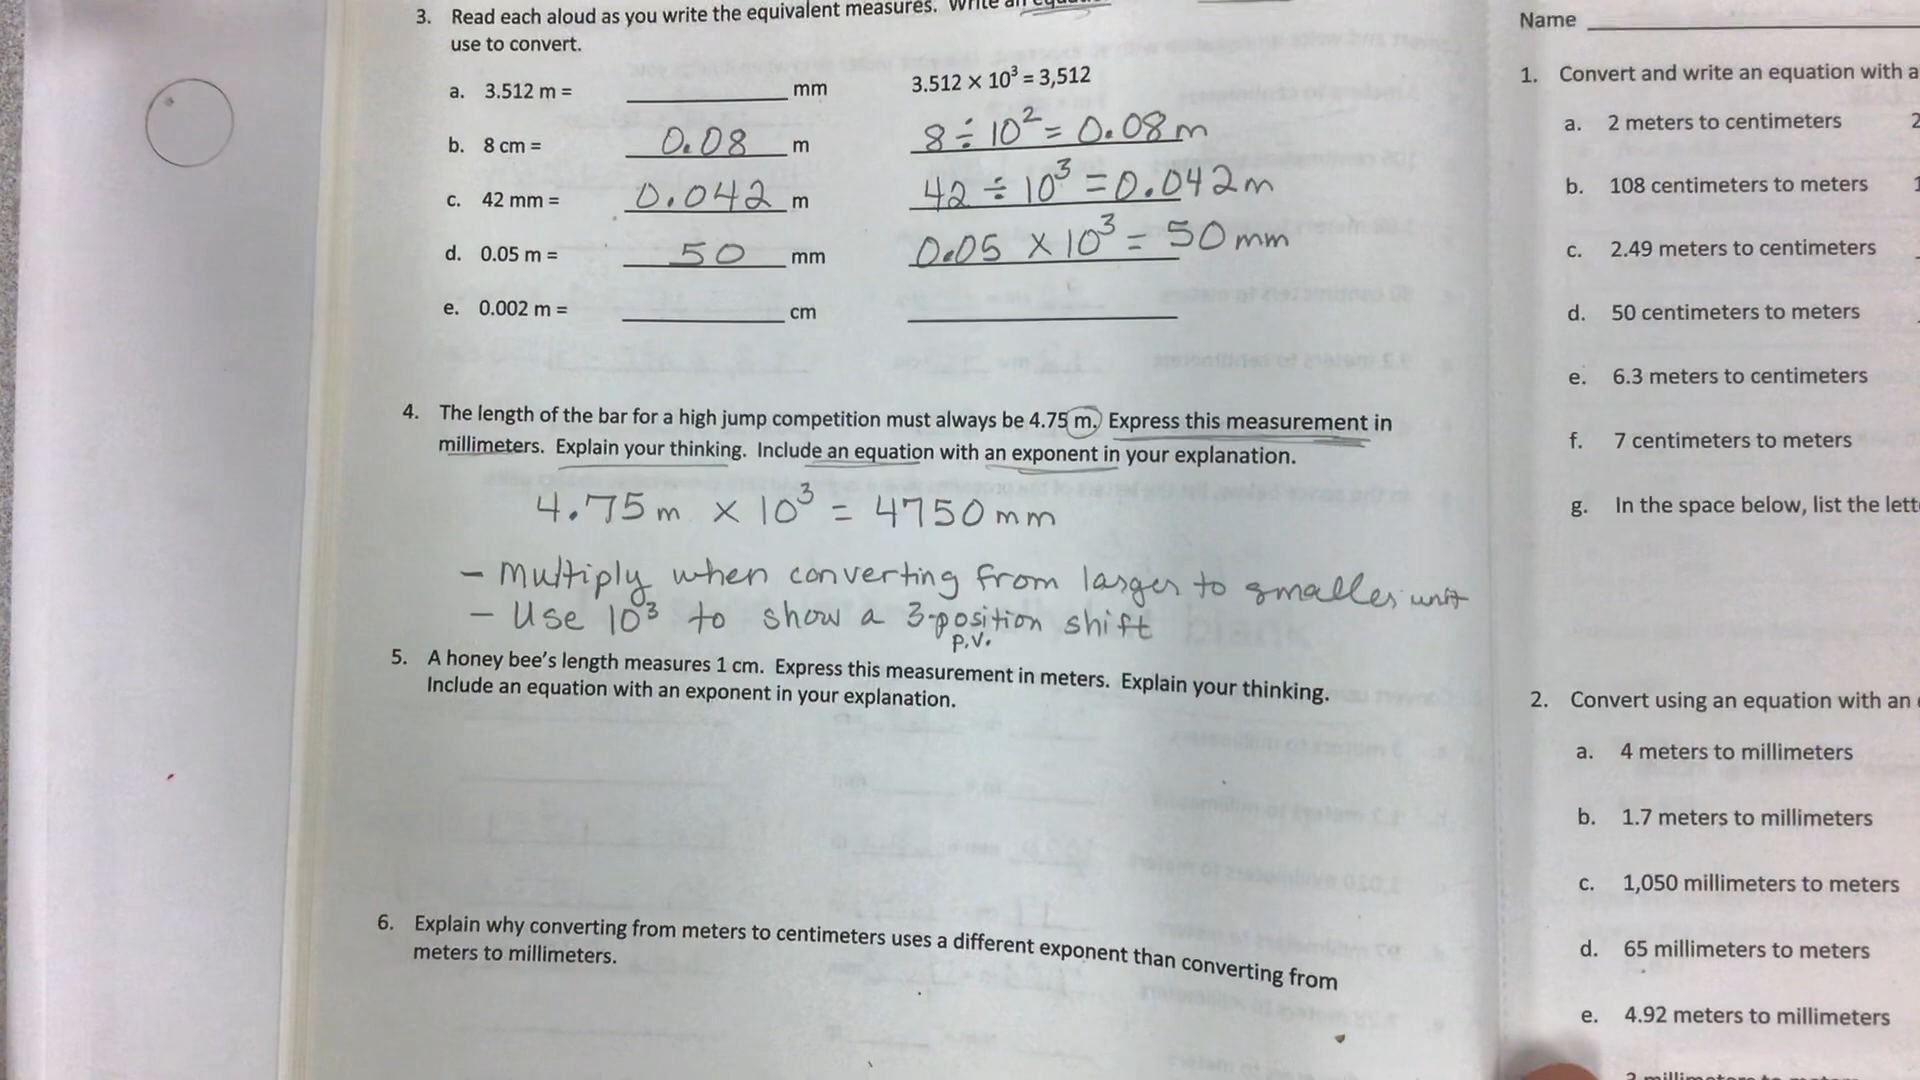 3. Read each aloud as you write the equivalent measures. Write an
use to convert.
a. 3.512 m = ____________ mm 3.512 × 10³ = 3,512
b. 8 cm = 0.08 m 8 ÷ 10² = 0.08m
c. 42 mm = 0.042 m 42 ÷ 10³ = 0.042m
d. 0.05 m = 50 mm 0.05 × 10³ = 50 mm
e. 0.002 m = ____________ cm ____________
4. The length of the bar for a high jump competition must always be 4.75 m. Express this measurement in
millimeters. Explain your thinking. Include an equation with an exponent in your explanation.
4.75 m × 10³ = 4750 mm
- Multiply when converting from larger to smaller unit
- Use 10³ to show a 3-position shift
p.v.
5. A honey bee's length measures 1 cm. Express this measurement in meters. Explain your thinking.
Include an equation with an exponent in your explanation.
6. Explain why converting from meters to centimeters uses a different exponent than converting from
meters to millimeters.
Name ____________
1. Convert and write an equation with a
a. 2 meters to centimeters 2
b. 108 centimeters to meters 1
c. 2.49 meters to centimeters
d. 50 centimeters to meters
e. 6.3 meters to centimeters
f. 7 centimeters to meters
g. In the space below, list the
2. Convert using an equation with an
a. 4 meters to millimeters
b. 1.7 meters to millimeters
c. 1,050 millimeters to meters
d. 65 millimeters to meters
e. 4.92 meters to millimeters